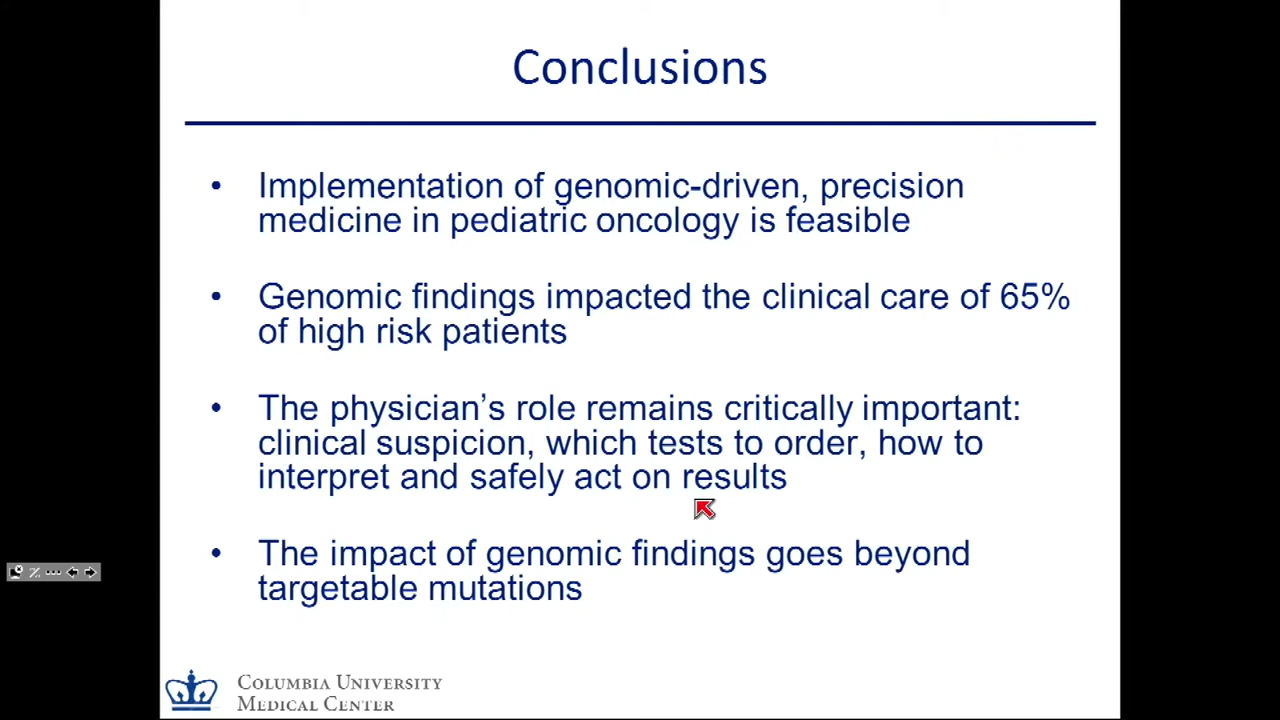 Conclusions
• Implementation of genomic-driven, precision
medicine in pediatric oncology is feasible
• Genomic findings impacted the clinical care of 65%
of high risk patients
• The physician’s role remains critically important:
clinical suspicion, which tests to order, how to
interpret and safely act on results
• The impact of genomic findings goes beyond
targetable mutations
COLUMBIA UNIVERSITY
MEDICAL CENTER